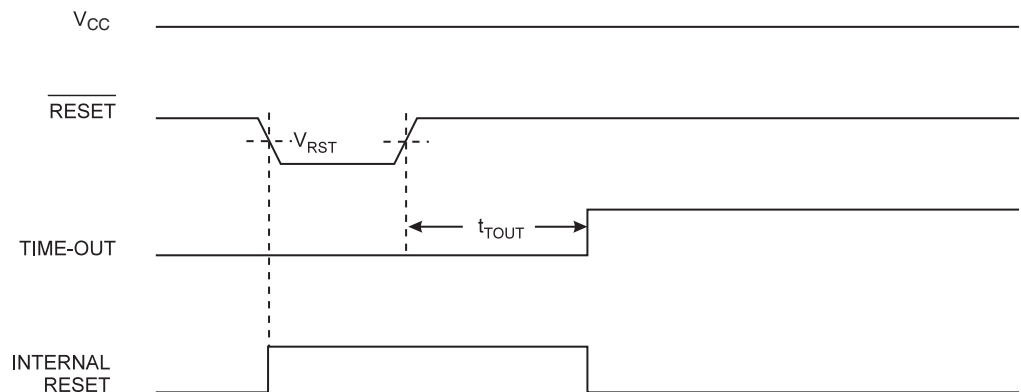 VCC
RESET
VRST
tTOUT
TIME-OUT
INTERNAL
RESET